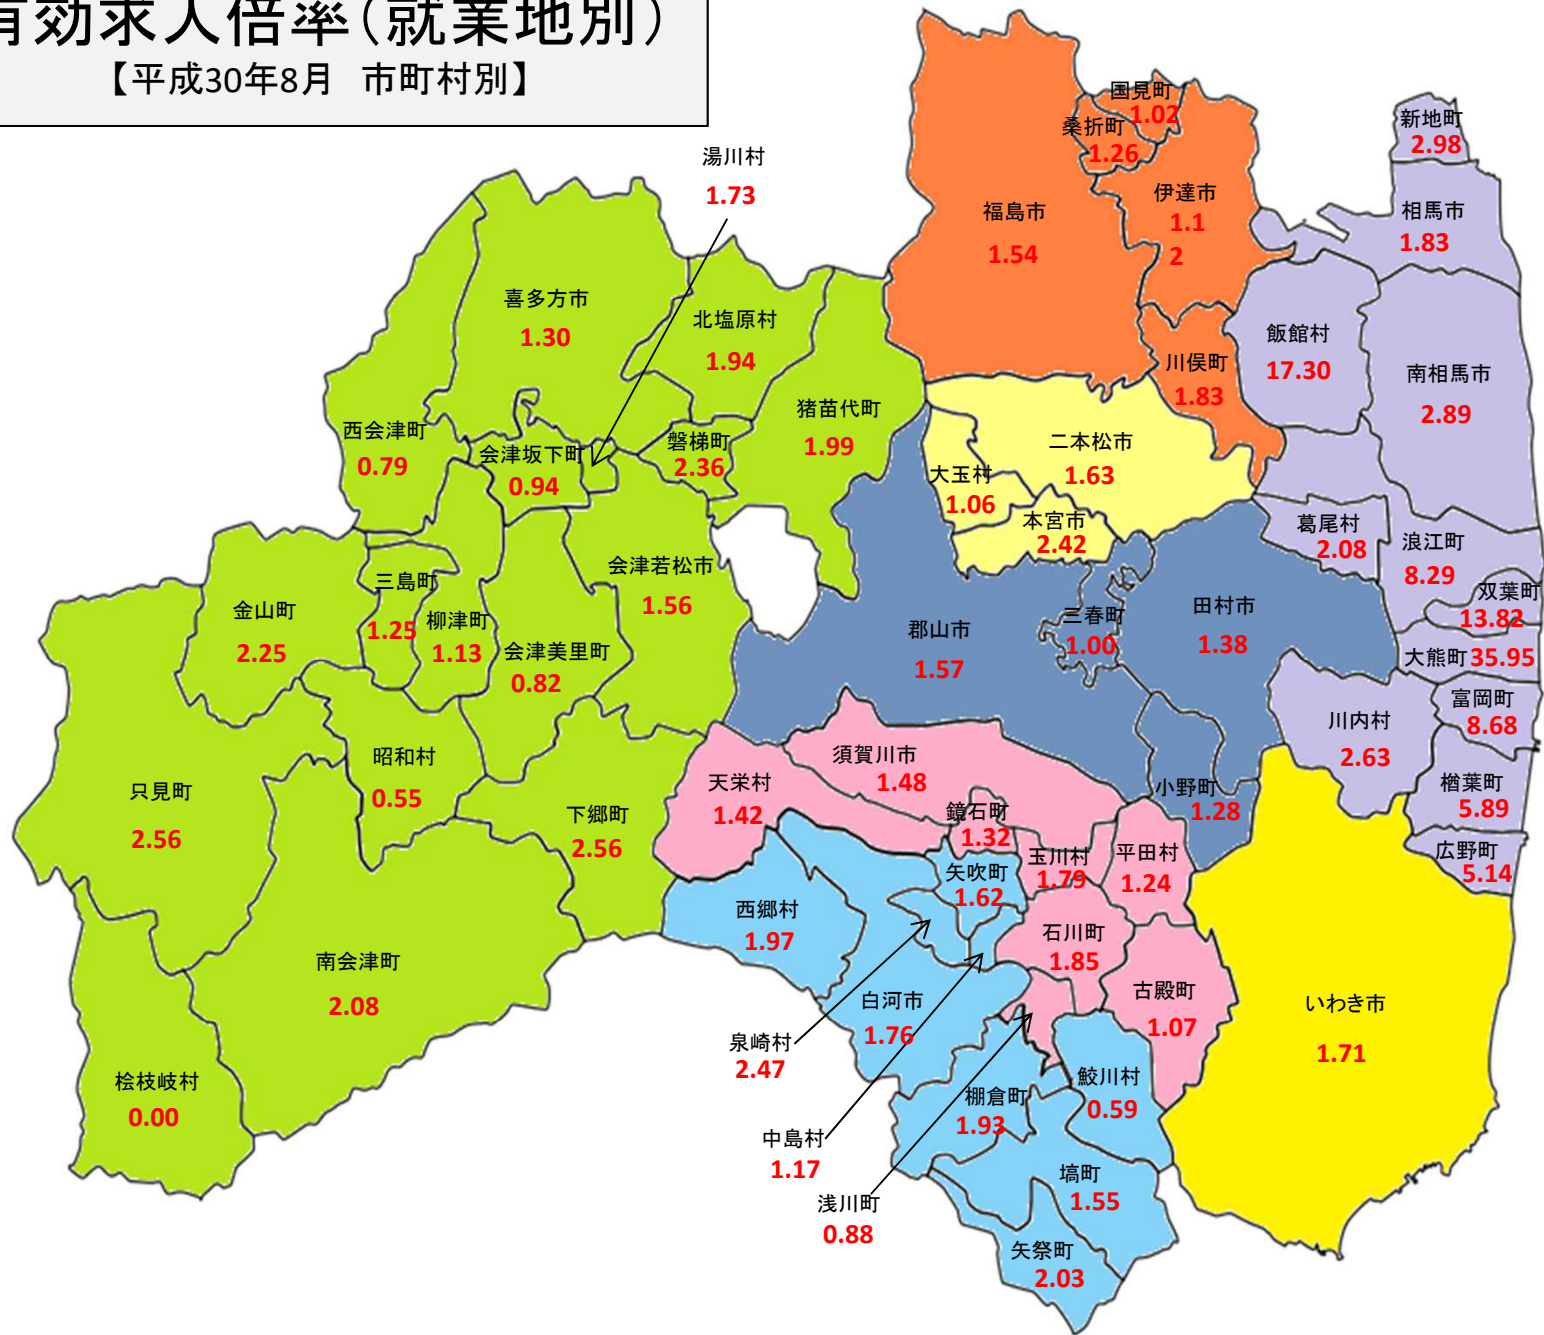 有効求人倍率（就業地別）
【平成30年8月　市町村別】
国見町
1.02
桑折町
1.26
新地町
2.98
湯川村
1.73
福島市
1.54
伊達市
1.1
2
相馬市
1.83
喜多方市
1.30
北塩原村
1.94
飯館村
17.30
川俣町
1.83
南相馬市
2.89
猪苗代町
1.99
西会津町
0.79
会津坂下町
0.94
磐梯町
2.36
二本松市
1.63
大玉村
1.06
本宮市
2.42
葛尾村
2.08
浪江町
8.29
双葉町
13.82
会津若松市
1.56
三島町
1.25
柳津町
1.13
金山町
2.25
会津美里町
0.82
郡山市
1.57
三春町
1.00
田村市
1.38
大熊町 35.95
富岡町
8.68
川内村
2.63
只見町
2.56
昭和村
0.55
下郷町
2.56
天栄村
1.42
須賀川市
1.48
鏡石町
1.32
小野町
1.28
楢葉町
5.89
広野町
5.14
玉川村
1.79
平田村
1.24
矢吹町
1.62
西郷村
1.97
石川町
1.85
南会津町
2.08
白河市
1.76
古殿町
1.07
いわき市
1.71
泉崎村
2.47
桧枝岐村
0.00
棚倉町
1.93
鮫川村
0.59
中島村
1.17
浅川町
0.88
塙町
1.55
矢祭町
2.03